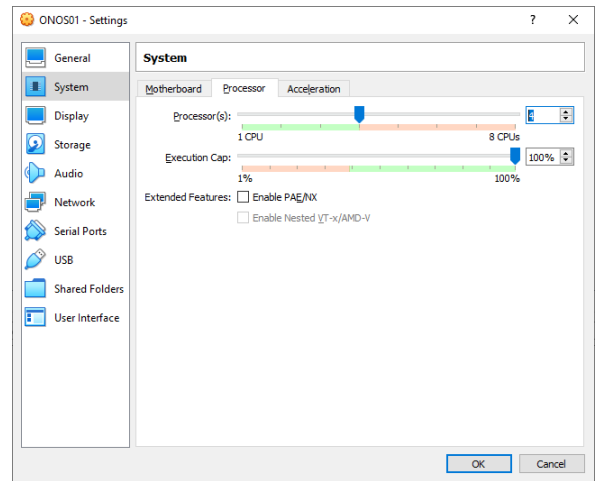 ONOS01 - Settings
?
General
System
Display
Storage
Audio
Network
Serial Ports
USB
Shared Folders
User Interface
System
Motherboard
Processor
Acceleration
Processor(s):
4
1 CPU
8 CPUs
Execution Cap:
100%
1%
100%
Extended Features:
Enable PAE/NX
Enable Nested VT-x/AMD-V
OK
Cancel